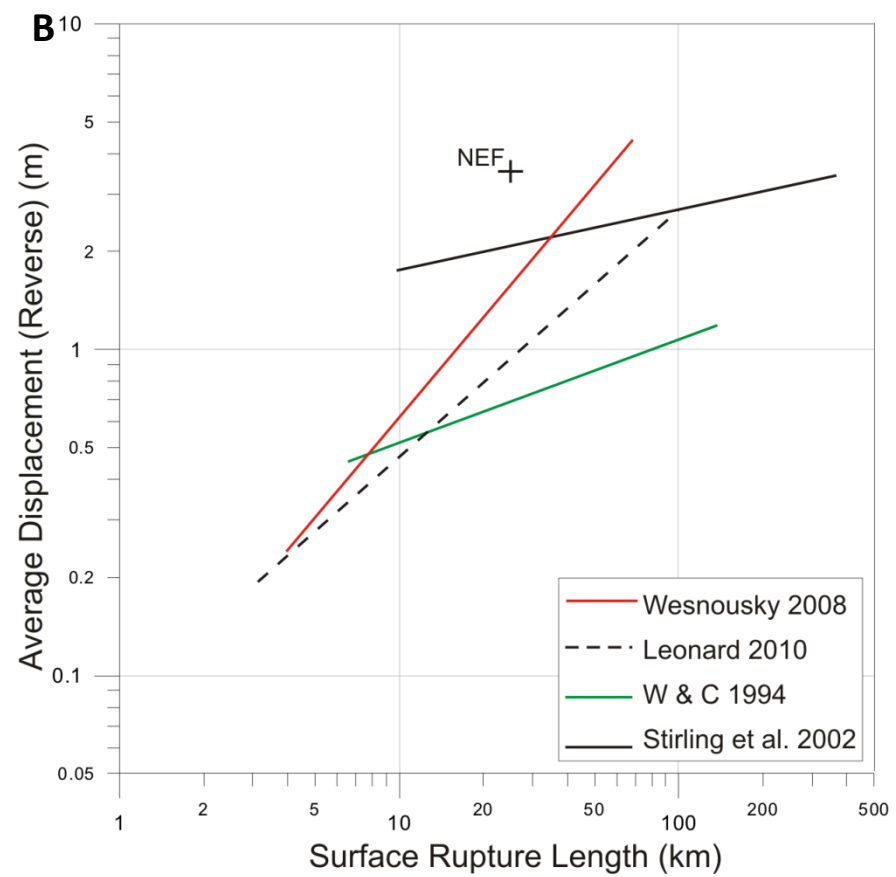 B
10
5
2
1
0.5
0.2
0.1
0.05
Average Displacement (Reverse) (m)
NEF
Wesnousky 2008
Leonard 2010
W & C 1994
Stirling et al. 2002
1 2 5 10 20 50 100 200 500
Surface Rupture Length (km)